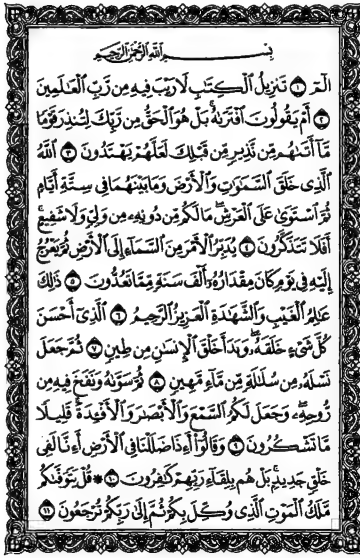 بِسْمِ اللَّهِ الرَّحْمَٰنِ الرَّحِيمِ
الٓمٓ ١ تَنزِيلُ ٱلْكِتَٰبِ لَا رَيْبَ فِيهِ مِن رَّبِّ ٱلْعَٰلَمِينَ
٢ أَمْ يَقُولُونَ ٱفْتَرَىٰهُ بَلْ هُوَ ٱلْحَقُّ مِن رَّبِّكَ لِتُنذِرَ قَوْمًا
مَّآ أَتَىٰهُم مِّن نَّذِيرٍ مِّن قَبْلِكَ لَعَلَّهُمْ يَهْتَدُونَ ٣ ٱللَّهُ
ٱلَّذِى خَلَقَ ٱلسَّمَٰوَٰتِ وَٱلْأَرْضَ وَمَا بَيْنَهُمَا فِى سِتَّةِ أَيَّامٍ
ثُمَّ ٱسْتَوَىٰ عَلَى ٱلْعَرْشِ مَا لَكُم مِّن دُونِهِۦ مِن وَلِىٍّ وَلَا شَفِيعٍ
أَفَلَا تَتَذَكَّرُونَ ٤ يُدَبِّرُ ٱلْأَمْرَ مِنَ ٱلسَّمَآءِ إِلَى ٱلْأَرْضِ ثُمَّ يَعْرُجُ
إِلَيْهِ فِى يَوْمٍ كَانَ مِقْدَارُهُۥٓ أَلْفَ سَنَةٍ مِّمَّا تَعُدُّونَ ٥ ذَٰلِكَ
عَٰلِمُ ٱلْغَيْبِ وَٱلشَّهَٰدَةِ ٱلْعَزِيزُ ٱلرَّحِيمُ ٦ ٱلَّذِىٓ أَحْسَنَ
كُلَّ شَىْءٍ خَلَقَهُۥ وَبَدَأَ خَلْقَ ٱلْإِنسَٰنِ مِن طِينٍ ٧ ثُمَّ جَعَلَ
نَسْلَهُۥ مِن سُلَٰلَةٍ مِّن مَّآءٍ مَّهِينٍ ٨ ثُمَّ سَوَّىٰهُ وَنَفَخَ فِيهِ مِن
رُّوحِهِۦ وَجَعَلَ لَكُمُ ٱلسَّمْعَ وَٱلْأَبْصَٰرَ وَٱلْأَفْـِٔدَةَ قَلِيلًا
مَّا تَشْكُرُونَ ٩ وَقَالُوٓا۟ أَءِذَا ضَلَلْنَا فِى ٱلْأَرْضِ أَءِنَّا لَفِى
خَلْقٍ جَدِيدٍۭ بَلْ هُم بِلِقَآءِ رَبِّهِمْ كَٰفِرُونَ ١٠ ۞ قُلْ يَتَوَفَّىٰكُم
مَّلَكُ ٱلْمَوْتِ ٱلَّذِى وُكِّلَ بِكُمْ ثُمَّ إِلَىٰ رَبِّكُمْ تُرْجَعُونَ ١١